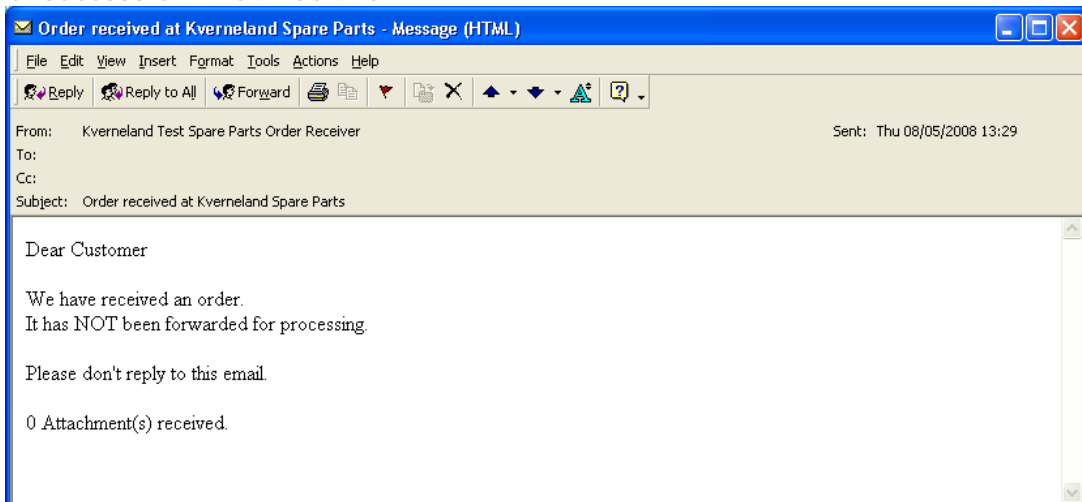 Order received at Kverneland Spare Parts - Message (HTML)
File Edit View Insert Format Tools Actions Help
Reply Reply to All Forward
From: Kverneland Test Spare Parts Order Receiver Sent: Thu 08/05/2008 13:29
To:
Cc:
Subject: Order received at Kverneland Spare Parts
Dear Customer
We have received an order.
It has NOT been forwarded for processing.
Please don't reply to this email.
0 Attachment(s) received.